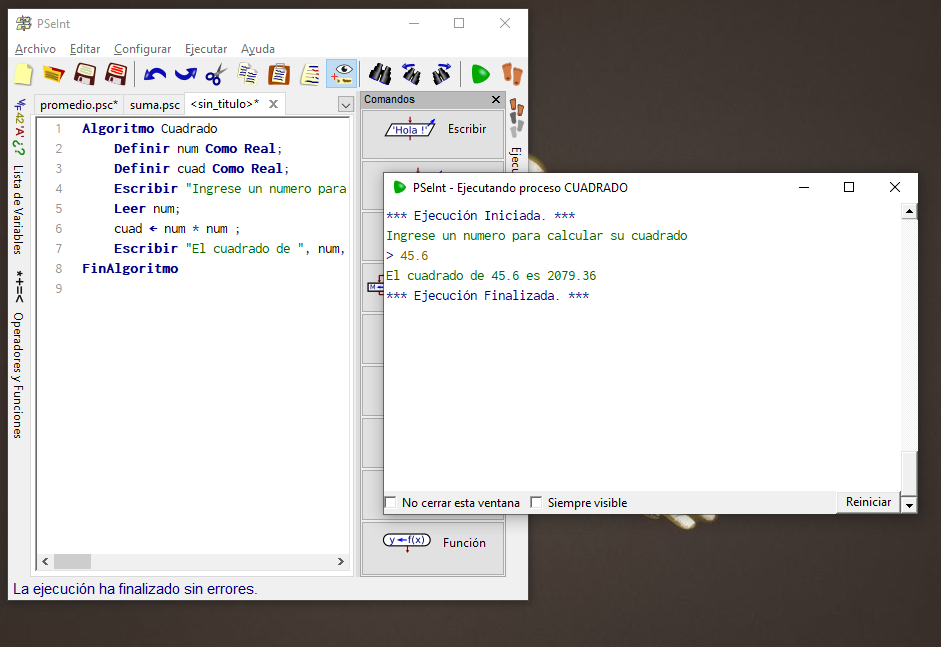 PSeInt
Archivo Editar Configurar Ejecutar Ayuda
promedio.psc* suma.psc <sin_titulo>*
Comandos
Lista de Variables
Operadores y Funciones
1 Algoritmo Cuadrado
2 Definir num Como Real;
3 Definir cuad Como Real;
4 Escribir "Ingrese un numero para
5 Leer num;
6 cuad ← num * num ;
7 Escribir "El cuadrado de ", num,
8 FinAlgoritmo
9
'Hola !' Escribir
Ejecu
M
y←f(x) Función
La ejecución ha finalizado sin errores.
PSeInt - Ejecutando proceso CUADRADO
*** Ejecución Iniciada. ***
Ingrese un numero para calcular su cuadrado
> 45.6
El cuadrado de 45.6 es 2079.36
*** Ejecución Finalizada. ***
No cerrar esta ventana Siempre visible Reiniciar